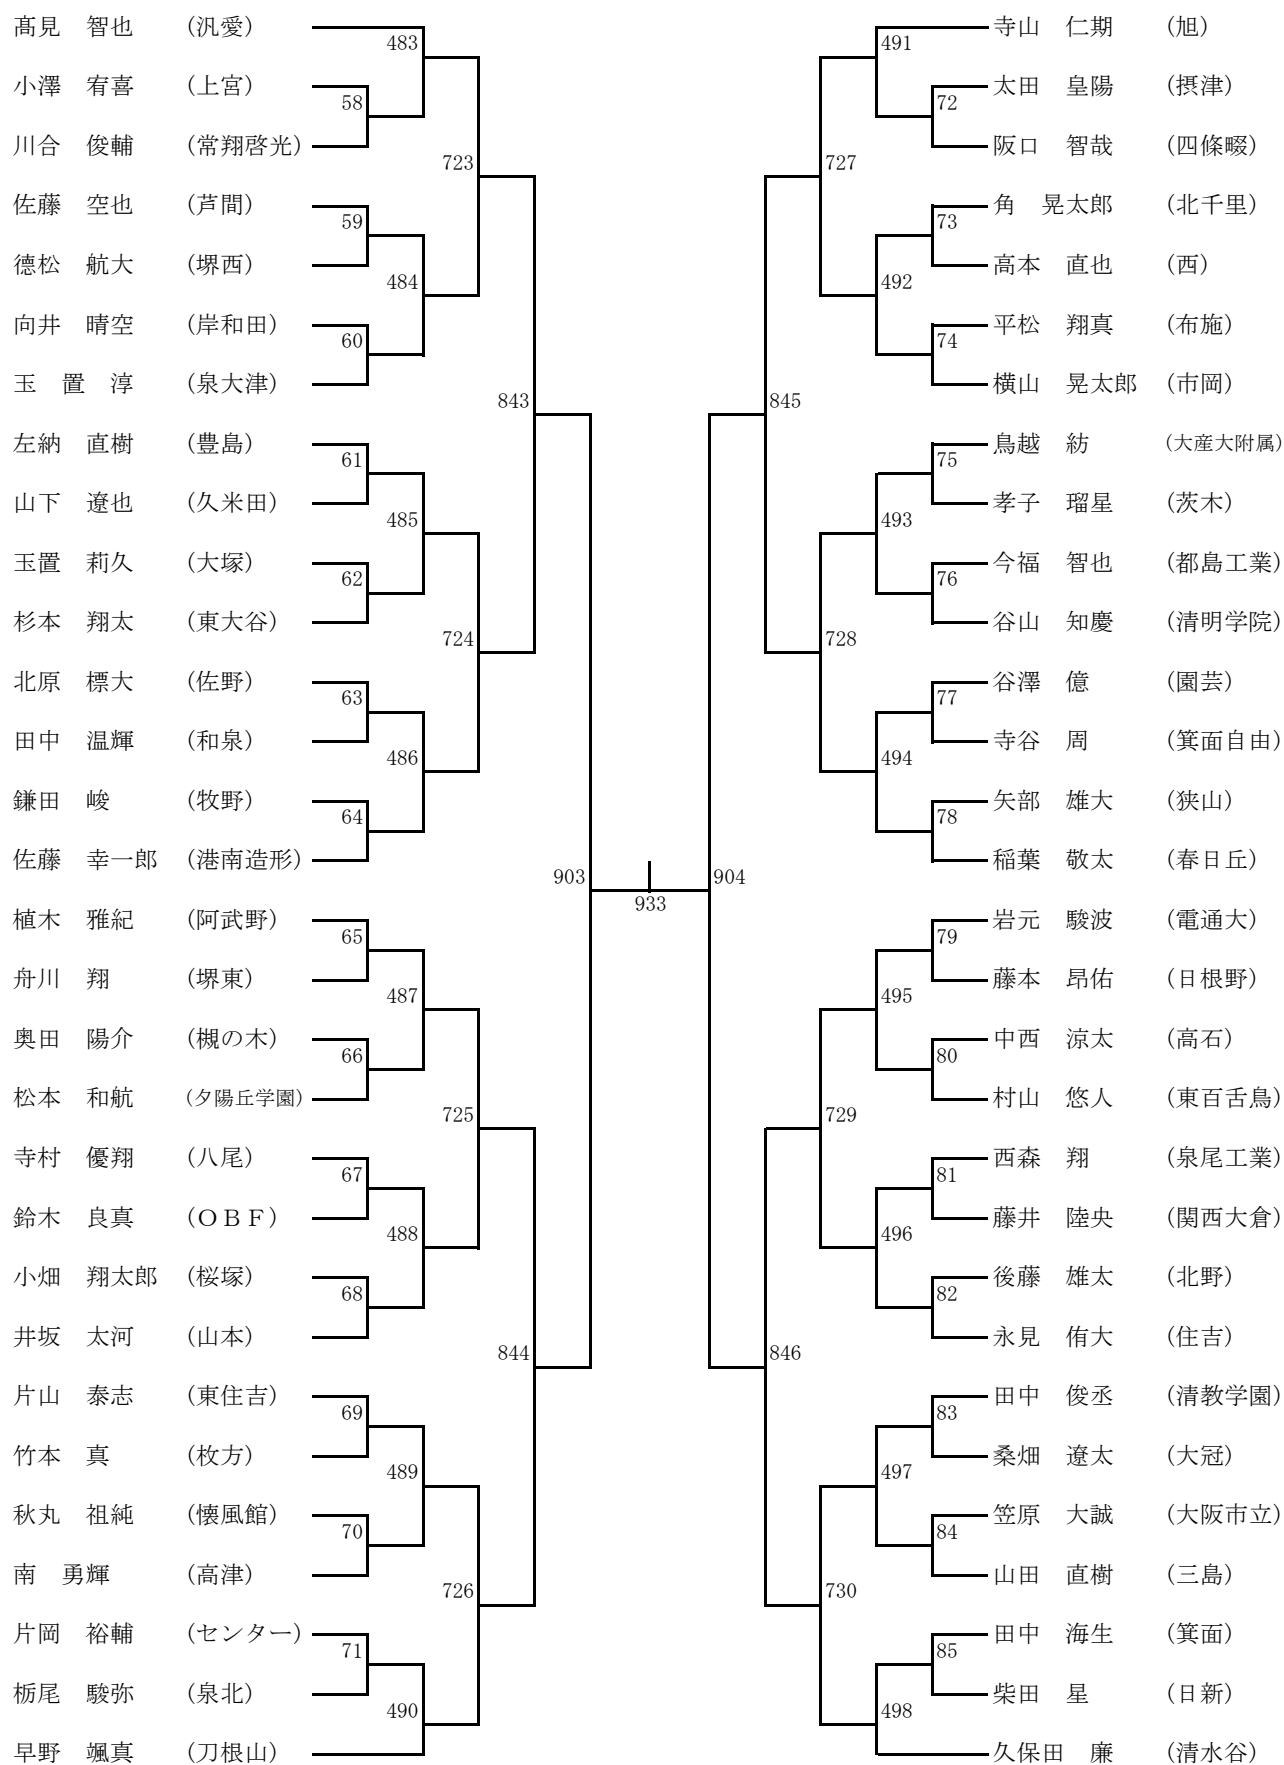 髙見　智也　（汎愛）
483
小澤　宥喜　（上宮）
58
川合　俊輔　（常翔啓光）
723
佐藤　空也　（芦間）
59
德松　航大　（堺西）
484
向井　晴空　（岸和田）
60
玉　置　淳　（泉大津）
843
左納　直樹　（豊島）
61
山下　遼也　（久米田）
485
玉置　莉久　（大塚）
62
杉本　翔太　（東大谷）
724
北原　標大　（佐野）
63
田中　温輝　（和泉）
486
鎌田　峻　（牧野）
64
佐藤　幸一郎　（港南造形）
903
植木　雅紀　（阿武野）
65
舟川　翔　（堺東）
487
奥田　陽介　（槻の木）
66
松本　和航　（夕陽丘学園）
725
寺村　優翔　（八尾）
67
鈴木　良真　（ＯＢＦ）
488
小畑　翔太郎　（桜塚）
68
井坂　太河　（山本）
844
片山　泰志　（東住吉）
69
竹本　真　（枚方）
489
秋丸　祖純　（懐風館）
70
南　勇輝　（高津）
726
片岡　裕輔　（センター）
71
栃尾　駿弥　（泉北）
490
早野　颯真　（刀根山）
933
寺山　仁期　（旭）
491
太田　皇陽　（摂津）
72
阪口　智哉　（四條畷）
727
角　晃太郎　（北千里）
73
高本　直也　（西）
492
平松　翔真　（布施）
74
横山　晃太郎　（市岡）
845
鳥越　紡　（大産大附属）
75
孝子　瑠星　（茨木）
493
今福　智也　（都島工業）
76
谷山　知慶　（清明学院）
728
谷澤　億　（園芸）
77
寺谷　周　（箕面自由）
494
矢部　雄大　（狭山）
78
稲葉　敬太　（春日丘）
904
岩元　駿波　（電通大）
79
藤本　昂佑　（日根野）
495
中西　涼太　（高石）
80
村山　悠人　（東百舌鳥）
729
西森　翔　（泉尾工業）
81
藤井　陸央　（関西大倉）
496
後藤　雄太　（北野）
82
永見　侑大　（住吉）
846
田中　俊丞　（清教学園）
83
桑畑　遼太　（大冠）
497
笠原　大誠　（大阪市立）
84
山田　直樹　（三島）
730
田中　海生　（箕面）
85
柴田　星　（日新）
498
久保田　廉　（清水谷）